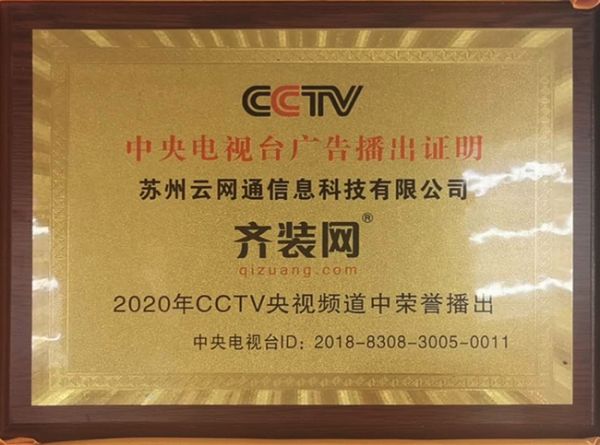 CCTV
中央电视台广告播出证明
苏州云网通信息科技有限公司
齐装网®
qizuang.com
2020年CCTV央视频道中荣誉播出
中央电视台ID：2018-8308-3005-0011